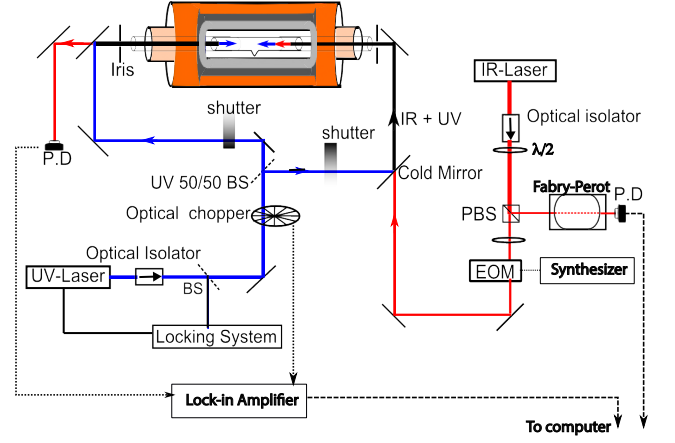 Iris
IR-Laser
shutter
IR + UV
Optical isolator
shutter
λ/2
P.D
UV 50/50 BS
Cold Mirror
Fabry-Perot
P.D
Optical chopper
PBS
Optical Isolator
UV-Laser
BS
EOM
Synthesizer
Locking System
Lock-in Amplifier
To computer